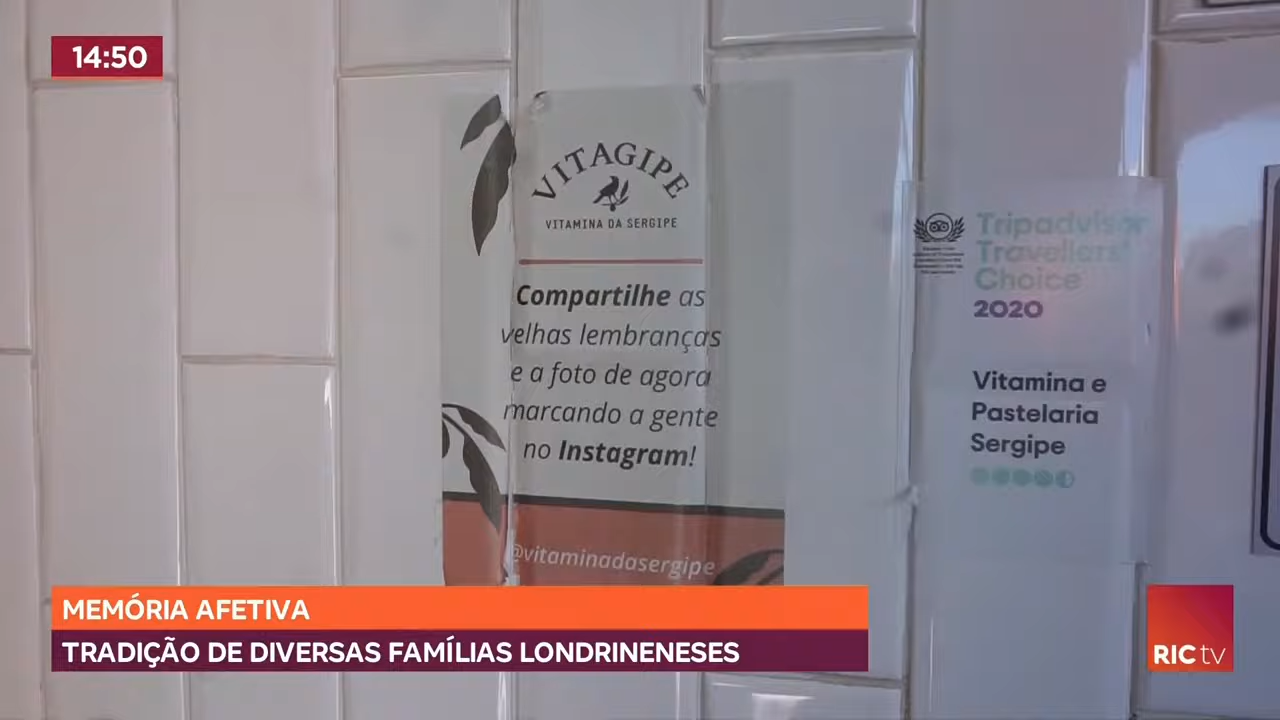 14:50
VITAGIPE
VITAMINA DA SERGIPE
Compartilhe as
velhas lembranças
e a foto de agora
marcando a gente
no Instagram!
@vitaminadasergipe
Tripadvisor
Travellers'
Choice
2020
Vitamina e
Pastelaria
Sergipe
MEMÓRIA AFETIVA
TRADIÇÃO DE DIVERSAS FAMÍLIAS LONDRINENESES
RIC tv